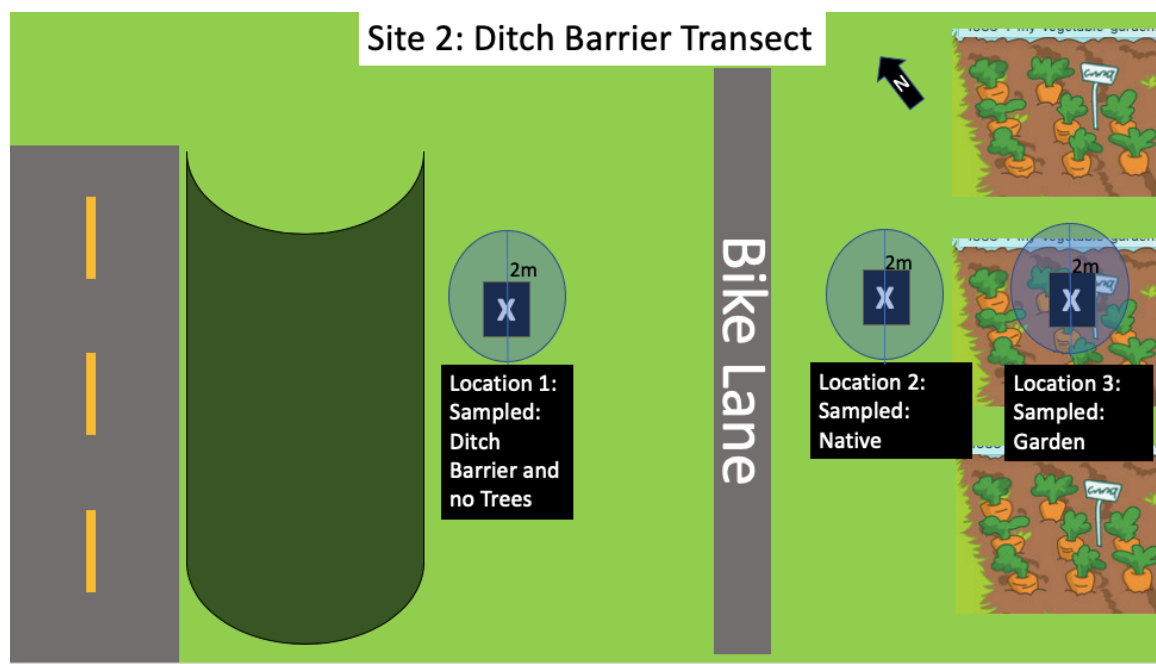 Site 2: Ditch Barrier Transect
N
2m
X
Location 1:
Sampled:
Ditch
Barrier and
no Trees
Bike Lane
2m
X
Location 2:
Sampled:
Native
2m
X
Location 3:
Sampled:
Garden